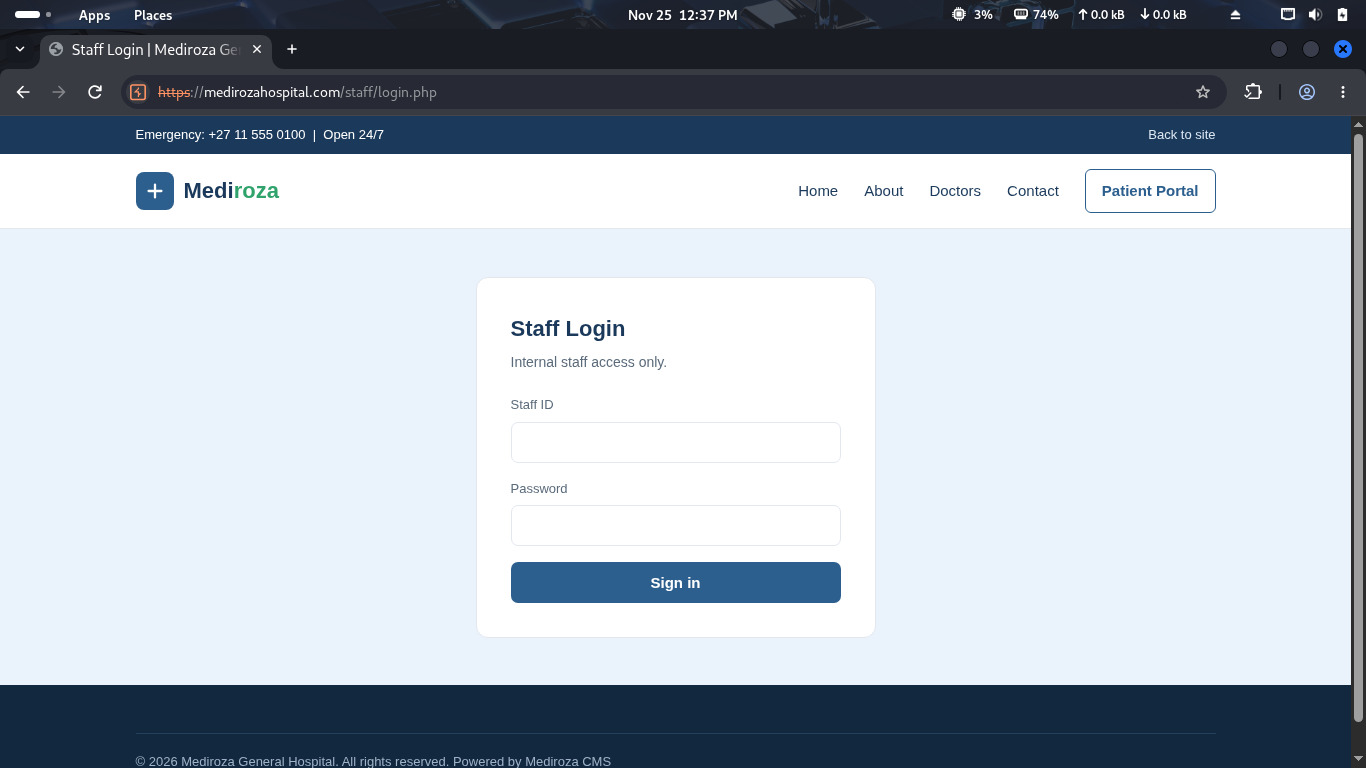 Apps Places Nov 25 12:37 PM 3% 74% 0.0 kB 0.0 kB
Staff Login | Mediroza Ge
https://medirozahospital.com/staff/login.php
Emergency: +27 11 555 0100 | Open 24/7 Back to site
Mediroza Home About Doctors Contact Patient Portal
Staff Login
Internal staff access only.
Staff ID
Password
Sign in
© 2026 Mediroza General Hospital. All rights reserved. Powered by Mediroza CMS